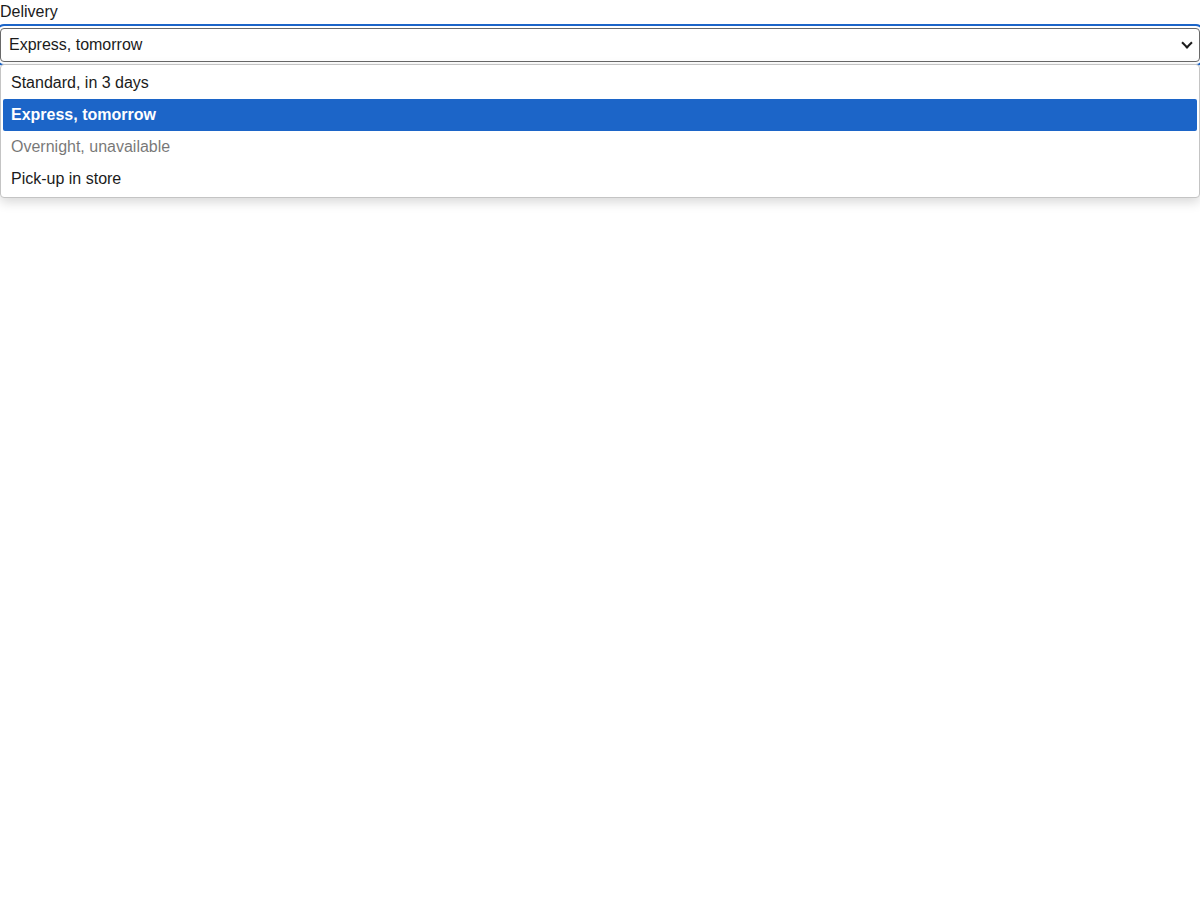 Delivery
Express, tomorrow
Standard, in 3 days
Express, tomorrow
Overnight, unavailable
Pick-up in store